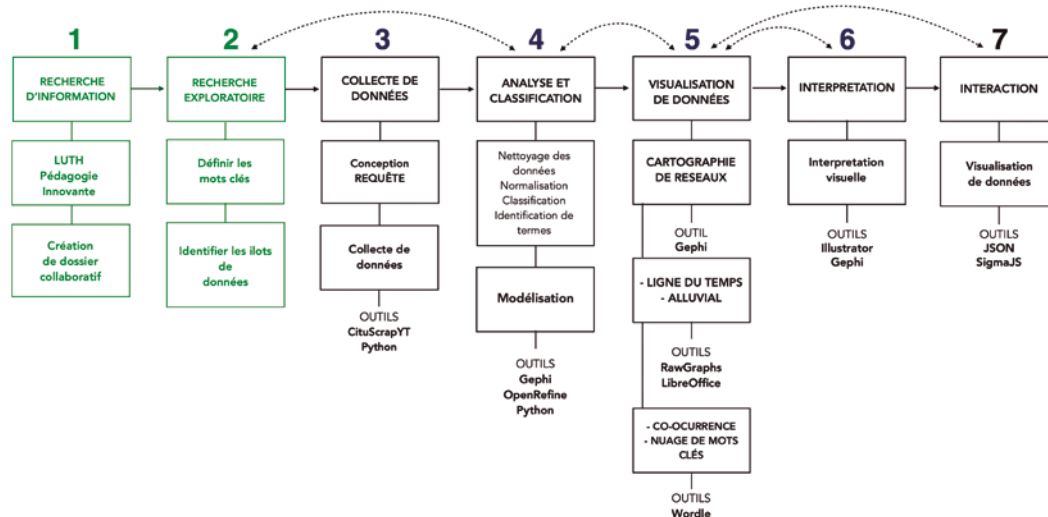 1
RECHERCHE
D'INFORMATION
LUTH
Pédagogie
Innovante
Création
de dossier
collaboratif
2
RECHERCHE
EXPLORATOIRE
Définir les
mots clés
Identifier les ilots
de
données
3
COLLECTE DE
DONNÉES
Conception
REQUÊTE
Collecte de
données
OUTILS
CituScrapYT
Python
4
ANALYSE ET
CLASSIFICATION
Nettoyage des
données
Normalisation
Classification
Identification de
termes
Modélisation
OUTILS
Gephi
OpenRefine
Python
5
VISUALISATION
DE DONNÉES
CARTOGRAPHIE
DE RESEAUX
OUTIL
Gephi
- LIGNE DU TEMPS
- ALLUVIAL
OUTILS
RawGraphs
LibreOffice
- CO-OCURRENCE
- NUAGE DE MOTS
CLÉS
OUTILS
Wordle
6
INTERPRETATION
Interpretation
visuelle
OUTILS
Illustrator
Gephi
7
INTERACTION
Visualisation
de données
OUTILS
JSON
SigmaJS